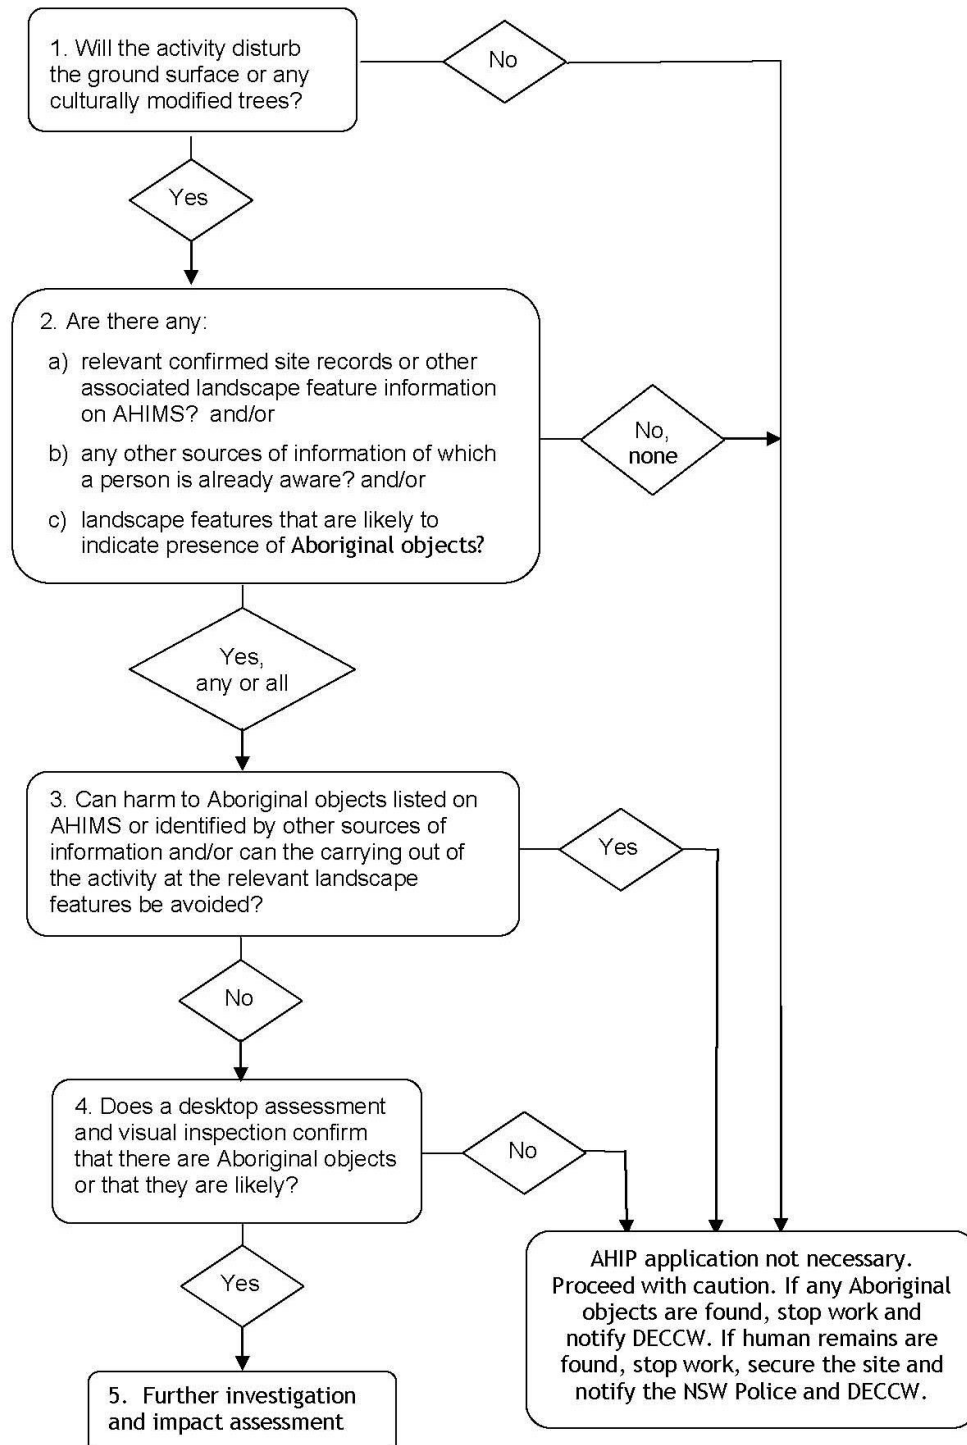 1. Will the activity disturb
the ground surface or any
culturally modified trees?
No
Yes
2. Are there any:
a) relevant confirmed site records or other
associated landscape feature information
on AHIMS?  and/or
b) any other sources of information of which
a person is already aware? and/or
c) landscape features that are likely to
indicate presence of Aboriginal objects?
No,
none
Yes,
any or all
3. Can harm to Aboriginal objects listed on
AHIMS or identified by other sources of
information and/or can the carrying out of
the activity at the relevant landscape
features be avoided?
Yes
No
4. Does a desktop assessment
and visual inspection confirm
that there are Aboriginal objects
or that they are likely?
No
Yes
AHIP application not necessary.
Proceed with caution. If any Aboriginal
objects are found, stop work and
notify DECCW. If human remains are
found, stop work, secure the site and
notify the NSW Police and DECCW.
5.  Further investigation
and impact assessment